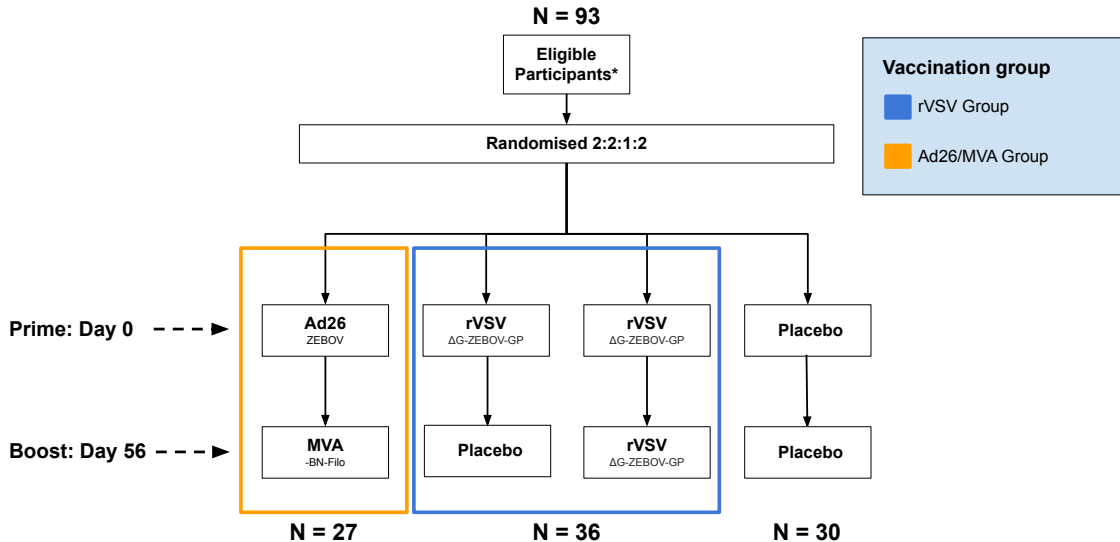 N = 93
Eligible
Participants*
Vaccination group
rVSV Group
Ad26/MVA Group
Randomised 2:2:1:2
Prime: Day 0
Ad26
ZEBOV
rVSV
ΔG-ZEBOV-GP
rVSV
ΔG-ZEBOV-GP
Placebo
Boost: Day 56
MVA
-BN-Filo
Placebo
rVSV
ΔG-ZEBOV-GP
Placebo
N = 27
N = 36
N = 30